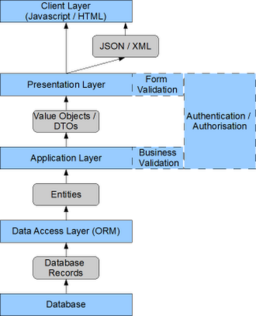 Client Layer
(Javascript / HTML)
JSON / XML
Presentation Layer
Form
Validation
Value Objects /
DTOs
Authentication /
Authorisation
Application Layer
Business
Validation
Entities
Data Access Layer (ORM)
Database
Records
Database